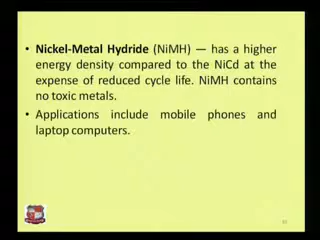 • Nickel-Metal Hydride (NiMH) — has a higher
energy density compared to the NiCd at the
expense of reduced cycle life. NiMH contains
no toxic metals.
• Applications include mobile phones and
laptop computers.